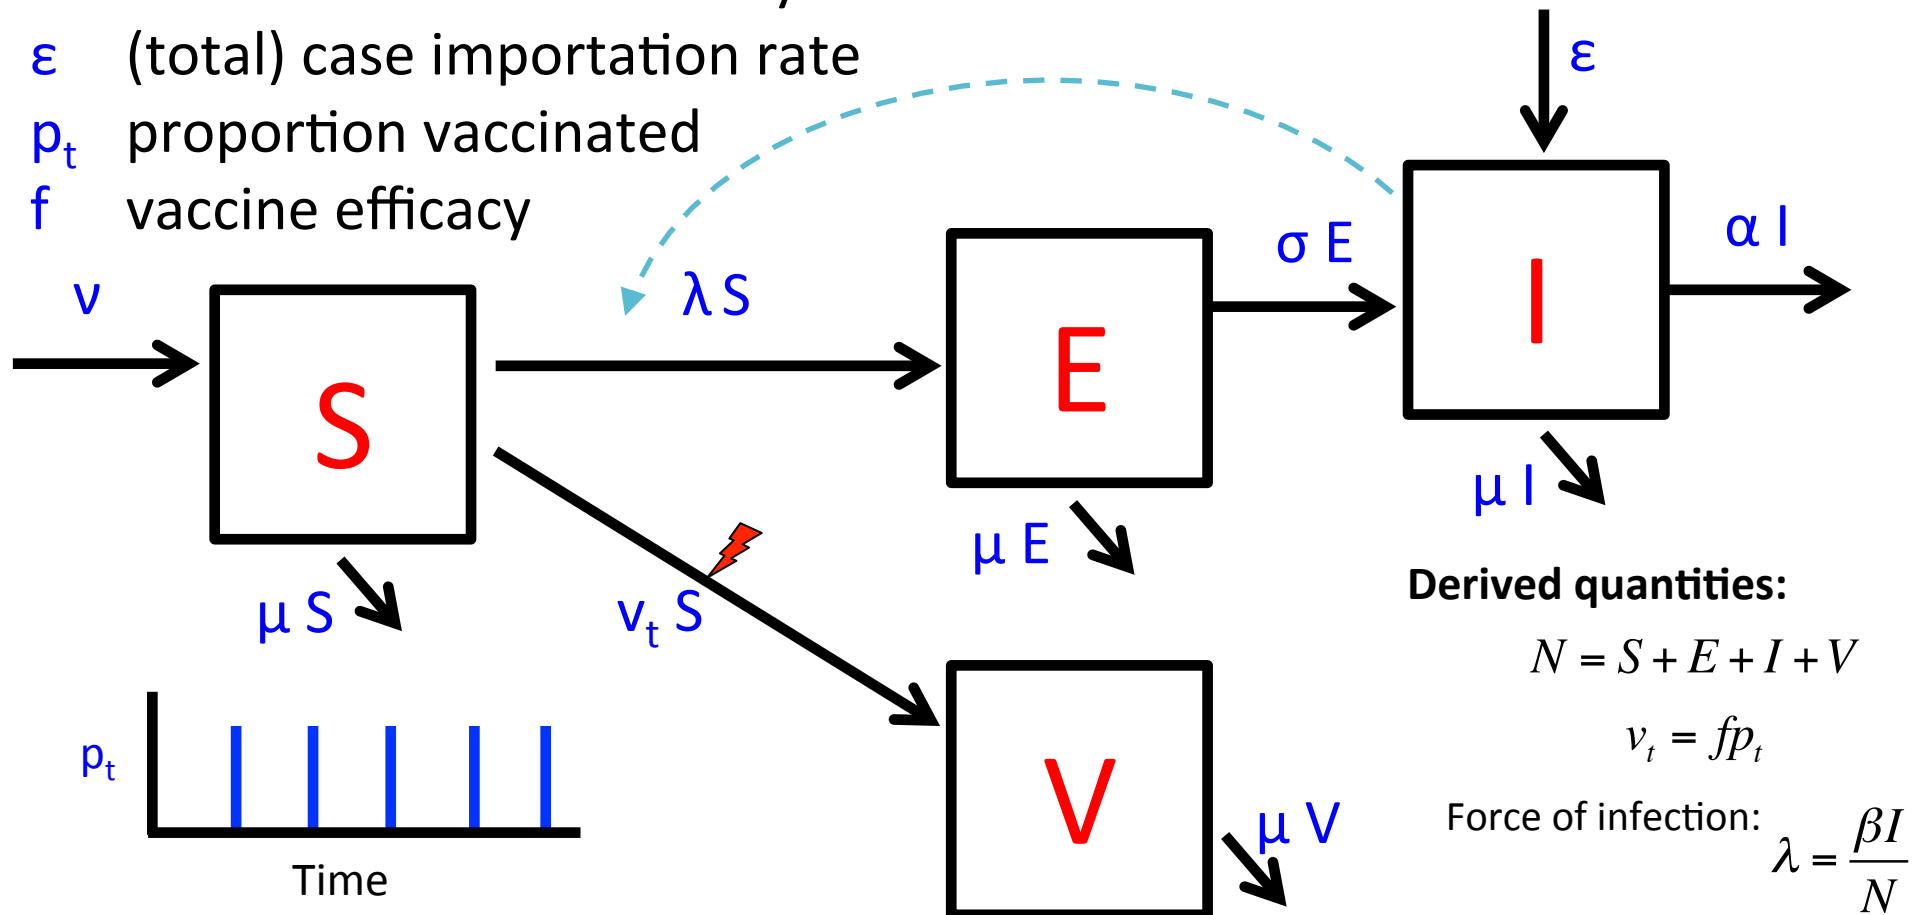 ε (total) case importation rate
p_t proportion vaccinated
f vaccine efficacy
ε
ν
λ S
σ E
α I
S
E
I
μ S
μ E
μ I
v_t S
V
μ V
p_t
Time
Derived quantities:
N = S + E + I + V
v_t = fp_t
Force of infection: λ = βI / N